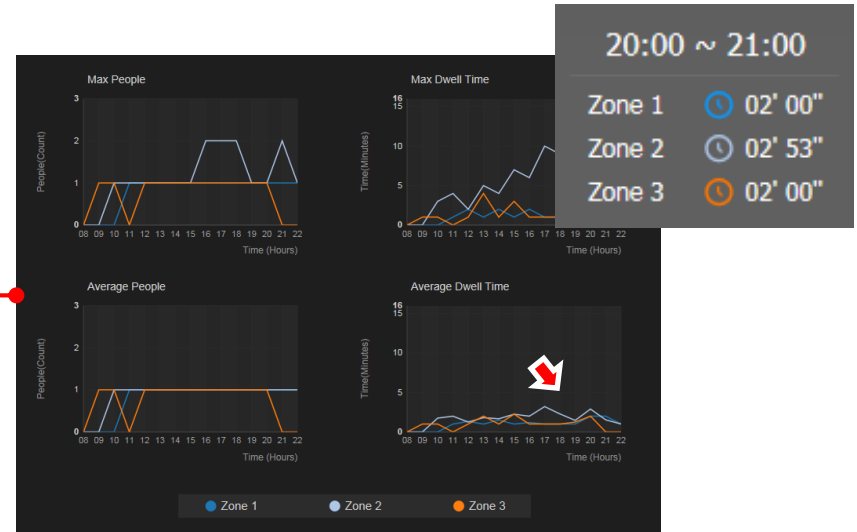 20:00 ~ 21:00
Zone 1 02' 00"
Zone 2 02' 53"
Zone 3 02' 00"
Max People
3
2
1
0
People(Count)
08 09 10 11 12 13 14 15 16 17 18 19 20 21 22
Time (Hours)
Max Dwell Time
16
15
10
5
0
Time(Minutes)
08 09 10 11 12 13 14 15 16 17 18 19 20 21 22
Time (Hours)
Average People
3
2
1
0
People(Count)
08 09 10 11 12 13 14 15 16 17 18 19 20 21 22
Time (Hours)
Average Dwell Time
16
15
10
5
0
Time(Minutes)
08 09 10 11 12 13 14 15 16 17 18 19 20 21 22
Time (Hours)
Zone 1 Zone 2 Zone 3